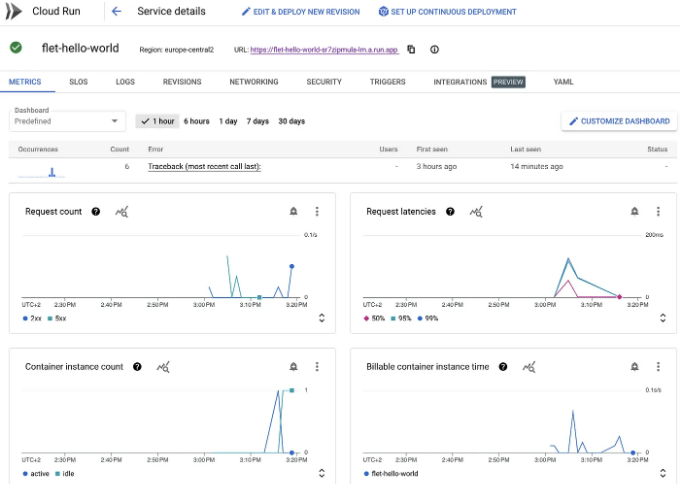 Cloud Run Service details EDIT & DEPLOY NEW REVISION SET UP CONTINUOUS DEPLOYMENT
flet-hello-world Region: europe-central2 URL: https://flet-hello-world-sr7zipmula-lm.a.run.app
METRICS SLOS LOGS REVISIONS NETWORKING SECURITY TRIGGERS INTEGRATIONS PREVIEW YAML
Dashboard
Predefined 1 hour 6 hours 1 day 7 days 30 days CUSTOMIZE DASHBOARD
Occurrences Count Error Users First seen Last seen Status
6 Traceback (most recent call last): - 3 hours ago 14 minutes ago -
Request count
0.1/s
0
UTC+2 2:30 PM 2:40 PM 2:50 PM 3:00 PM 3:10 PM 3:20 PM
2xx 5xx
Request latencies
200ms
0
UTC+2 2:30 PM 2:40 PM 2:50 PM 3:00 PM 3:10 PM 3:20 PM
50% 95% 99%
Container instance count
1
0
UTC+2 2:30 PM 2:40 PM 2:50 PM 3:00 PM 3:10 PM 3:20 PM
active idle
Billable container instance time
0.1s/s
0
UTC+2 2:30 PM 2:40 PM 2:50 PM 3:00 PM 3:10 PM 3:20 PM
flet-hello-world